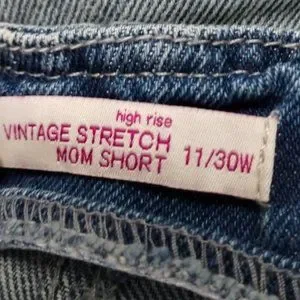 high rise
VINTAGE STRETCH
MOM SHORT 11/30W